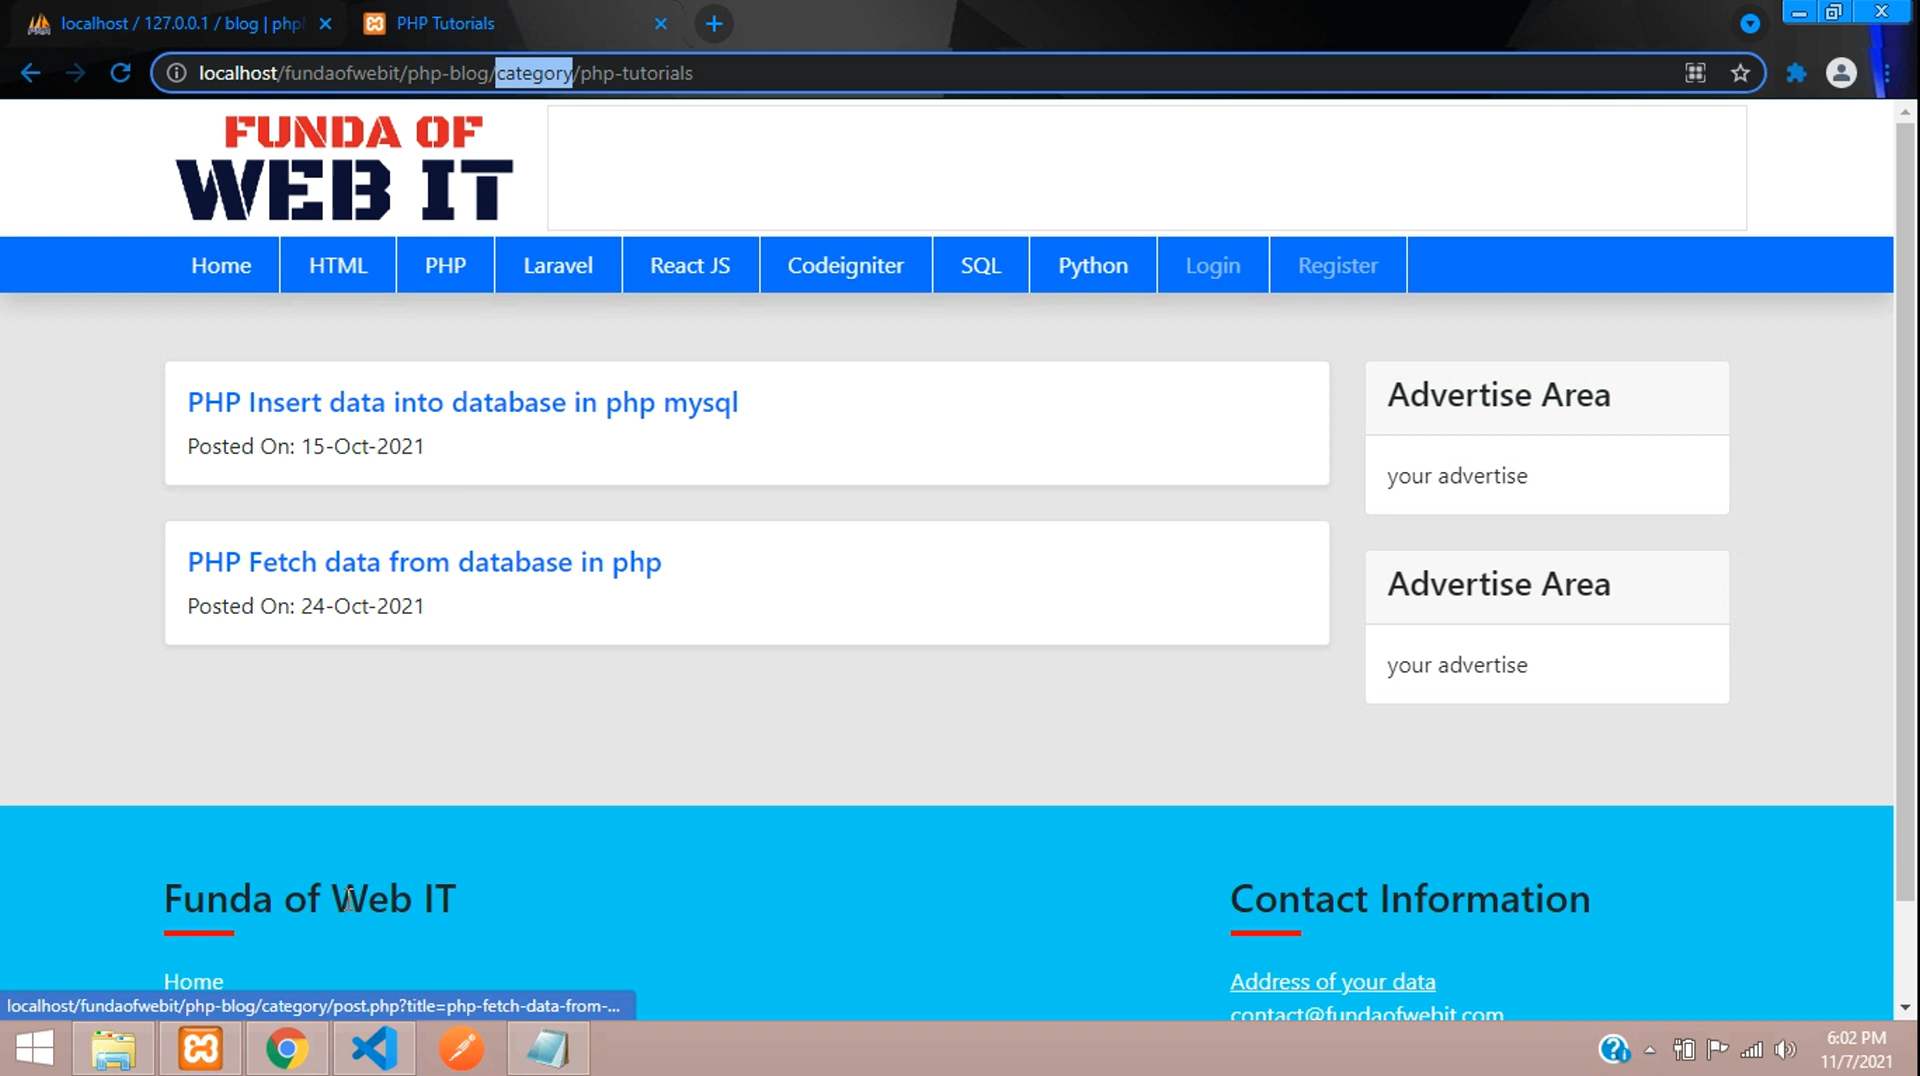 localhost / 127.0.0.1 / blog | php
PHP Tutorials
localhost/fundaofwebit/php-blog/category/php-tutorials
FUNDA OF
WEB IT
Home HTML PHP Laravel React JS Codeigniter SQL Python Login Register
PHP Insert data into database in php mysql
Posted On: 15-Oct-2021
PHP Fetch data from database in php
Posted On: 24-Oct-2021
Advertise Area
your advertise
Advertise Area
your advertise
Funda of Web IT
Home
Contact Information
Address of your data
contact@fundaofwebit.com
localhost/fundaofwebit/php-blog/category/post.php?title=php-fetch-data-from-...
6:02 PM
11/7/2021